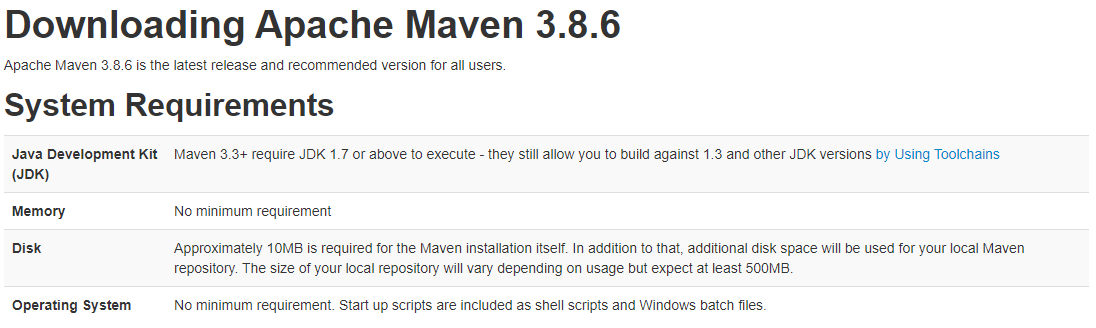 Downloading Apache Maven 3.8.6
Apache Maven 3.8.6 is the latest release and recommended version for all users.
System Requirements
Java Development Kit (JDK) Maven 3.3+ require JDK 1.7 or above to execute - they still allow you to build against 1.3 and other JDK versions by Using Toolchains
Memory No minimum requirement
Disk Approximately 10MB is required for the Maven installation itself. In addition to that, additional disk space will be used for your local Maven
repository. The size of your local repository will vary depending on usage but expect at least 500MB.
Operating System No minimum requirement. Start up scripts are included as shell scripts and Windows batch files.